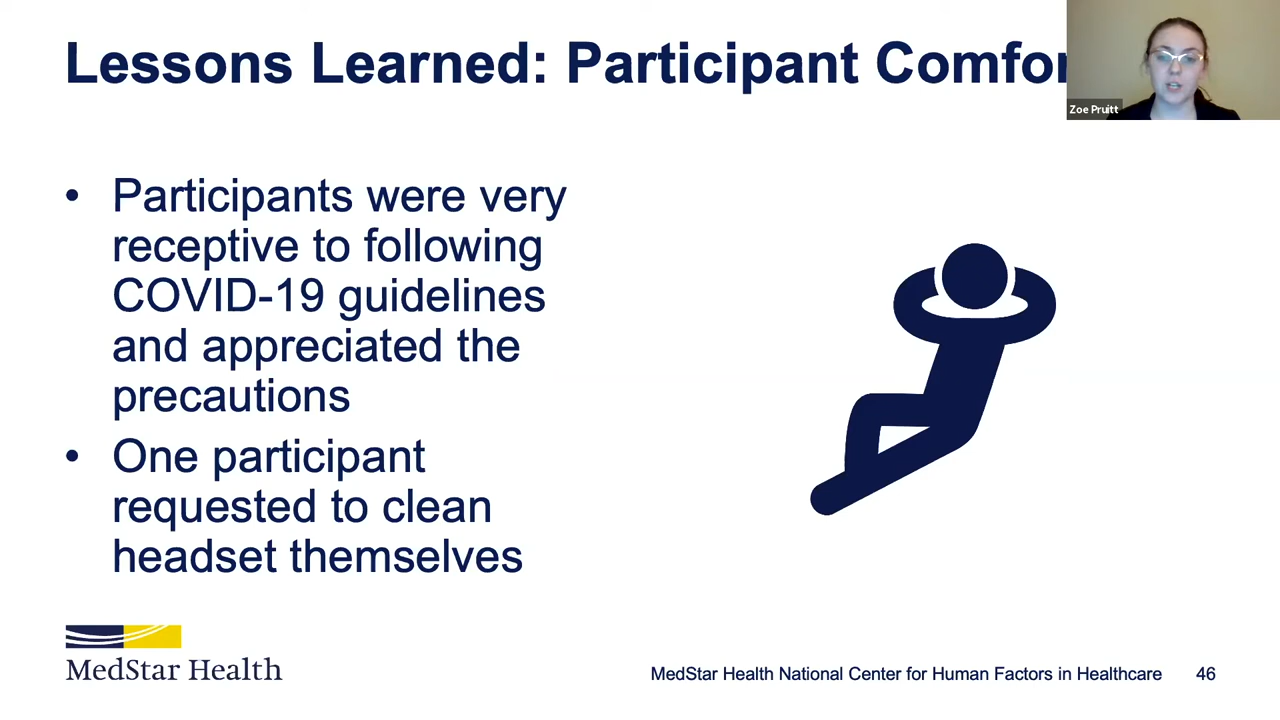 Lessons Learned: Participant Comfor
Zoe Pruitt
• Participants were very
receptive to following
COVID-19 guidelines
and appreciated the
precautions
• One participant
requested to clean
headset themselves
MedStar Health
MedStar Health National Center for Human Factors in Healthcare 46